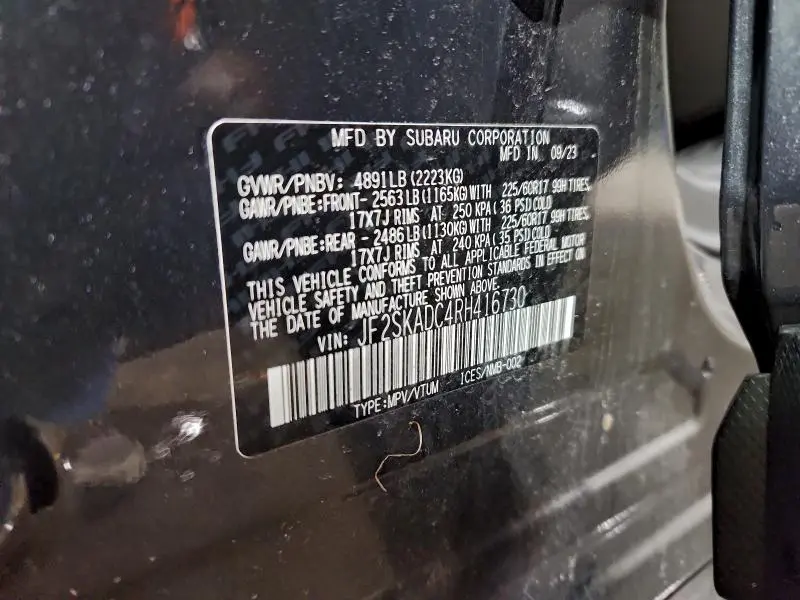 MFD BY SUBARU CORPORATION
MFD IN 09/23
GVWR/PNBV: 4891LB(2223KG)
GAWR/PNBE:FRONT- 2563LB(1165KG)WITH 225/60R17 99H TIRES
17X7J RIMS AT 250 KPA(36 PSI)COLD
GAWR/PNBE:REAR - 2486LB(1130KG)WITH 225/60R17 99H TIRES
17X7J RIMS AT 240 KPA(35 PSI)COLD
THIS VEHICLE CONFORMS TO ALL APPLICABLE FEDERAL MOTOR
VEHICLE SAFETY AND THEFT PREVENTION STANDARDS IN EFFECT ON
THE DATE OF MANUFACTURE SHOWN ABOVE.
VIN: JF2SKADC4RH416730
TYPE:MPV/VTUM ICES/NMB-002